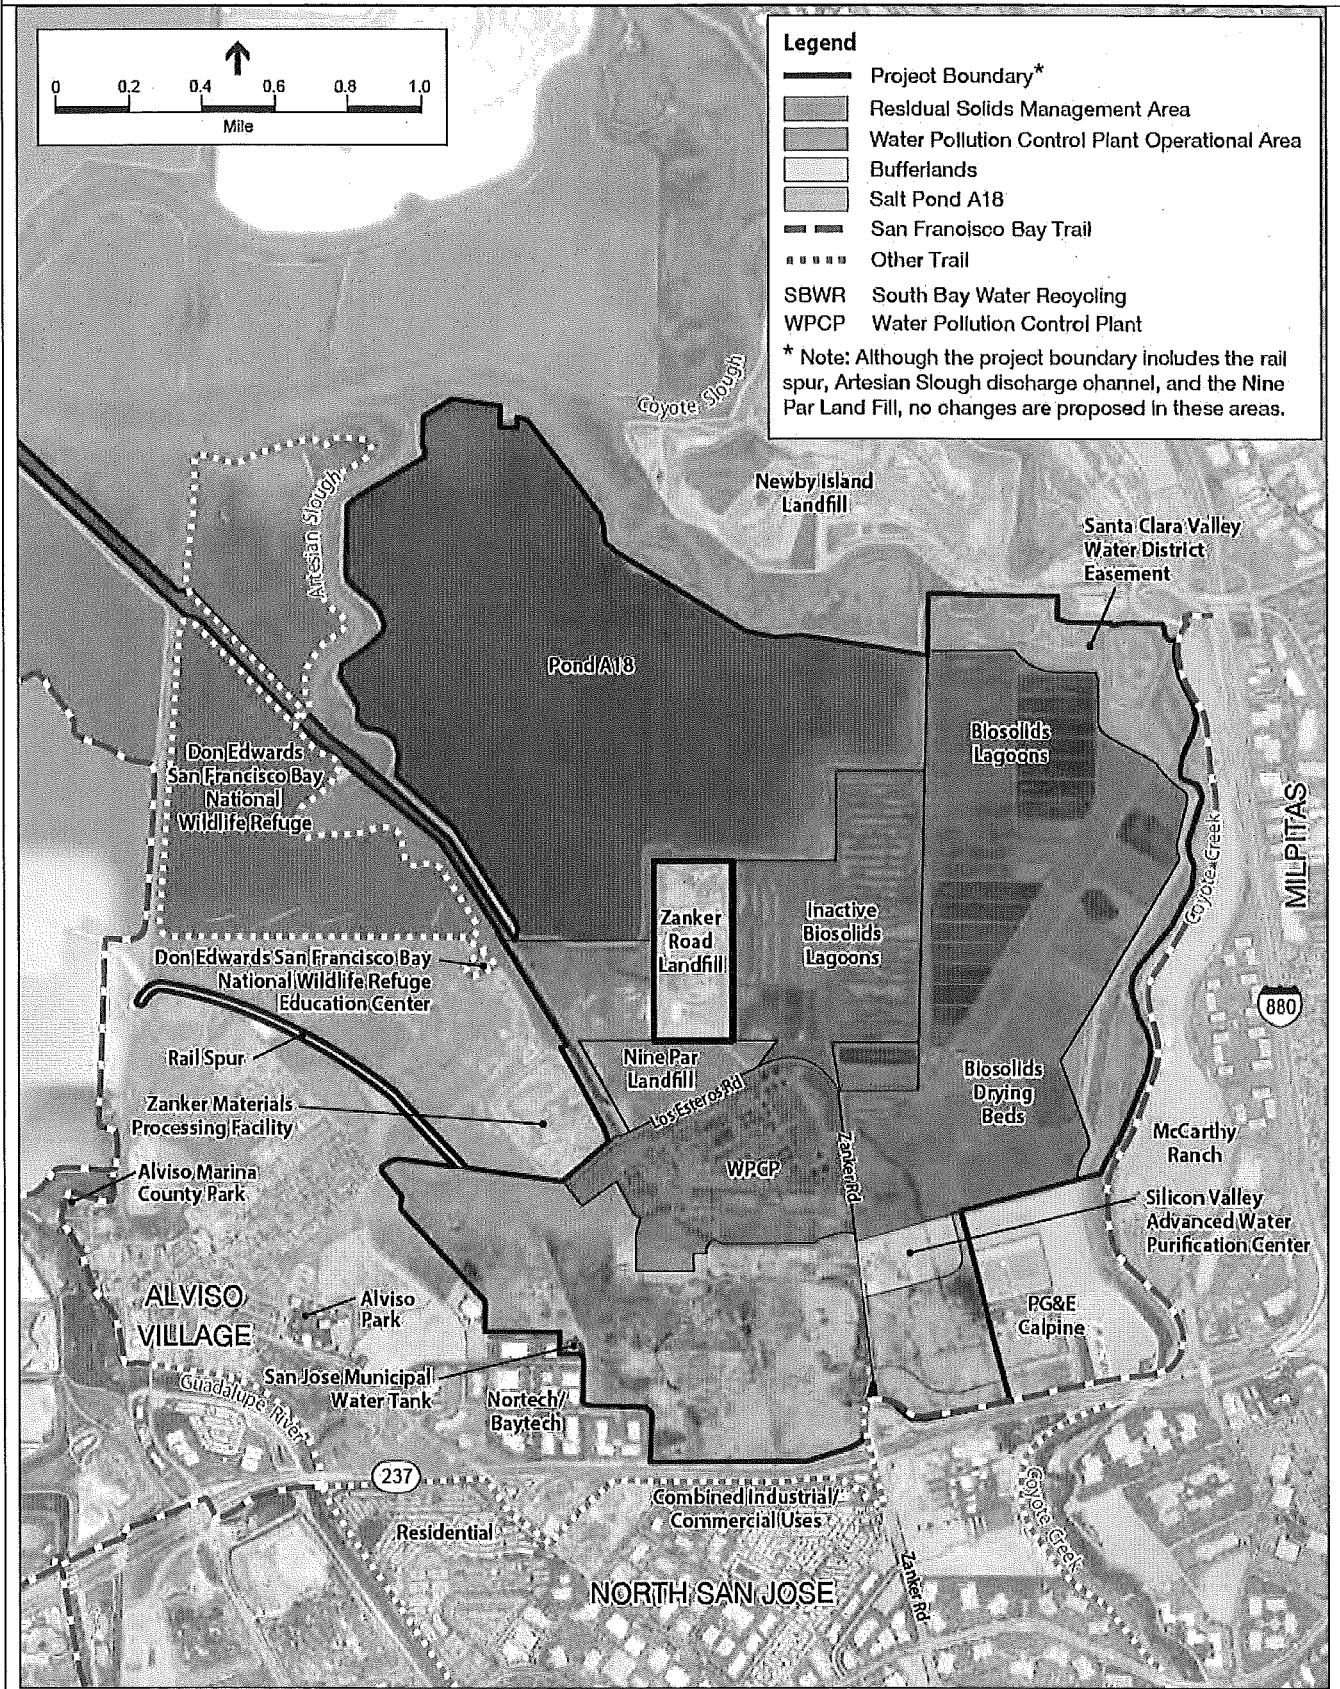 0 0.2 0.4 0.6 0.8 1.0
Mile
Legend
Project Boundary*
Residual Solids Management Area
Water Pollution Control Plant Operational Area
Bufferlands
Salt Pond A18
San Francisco Bay Trail
Other Trail
SBWR South Bay Water Recycling
WPCP Water Pollution Control Plant
* Note: Although the project boundary includes the rail
spur, Artesian Slough discharge channel, and the Nine
Par Land Fill, no changes are proposed in these areas.
Coyote Slough
Newby Island
Landfill
Artesian Slough
Santa Clara Valley
Water District
Easement
Pond A18
Biosolids
Lagoons
Don Edwards
San Francisco Bay
National
Wildlife Refuge
MILPITAS
Coyote Creek
Zanker
Road
Landfill
Inactive
Biosolids
Lagoons
Don Edwards San Francisco Bay
National Wildlife Refuge
Education Center
880
Rail Spur
Nine Par
Landfill
Los Esteros Rd
Biosolids
Drying
Beds
Zanker Materials
Processing Facility
McCarthy
Ranch
WPCP
Zanker Rd
Alviso Marina
County Park
Silicon Valley
Advanced Water
Purification Center
ALVISO
VILLAGE
Alviso
Park
PG&E
Calpine
San Jose Municipal
Water Tank
Guadalupe River
Nortech/
Baytech
237
Combined Industrial/
Commercial Uses
Residential
Coyote Creek
Zanker Rd
NORTH SAN JOSE